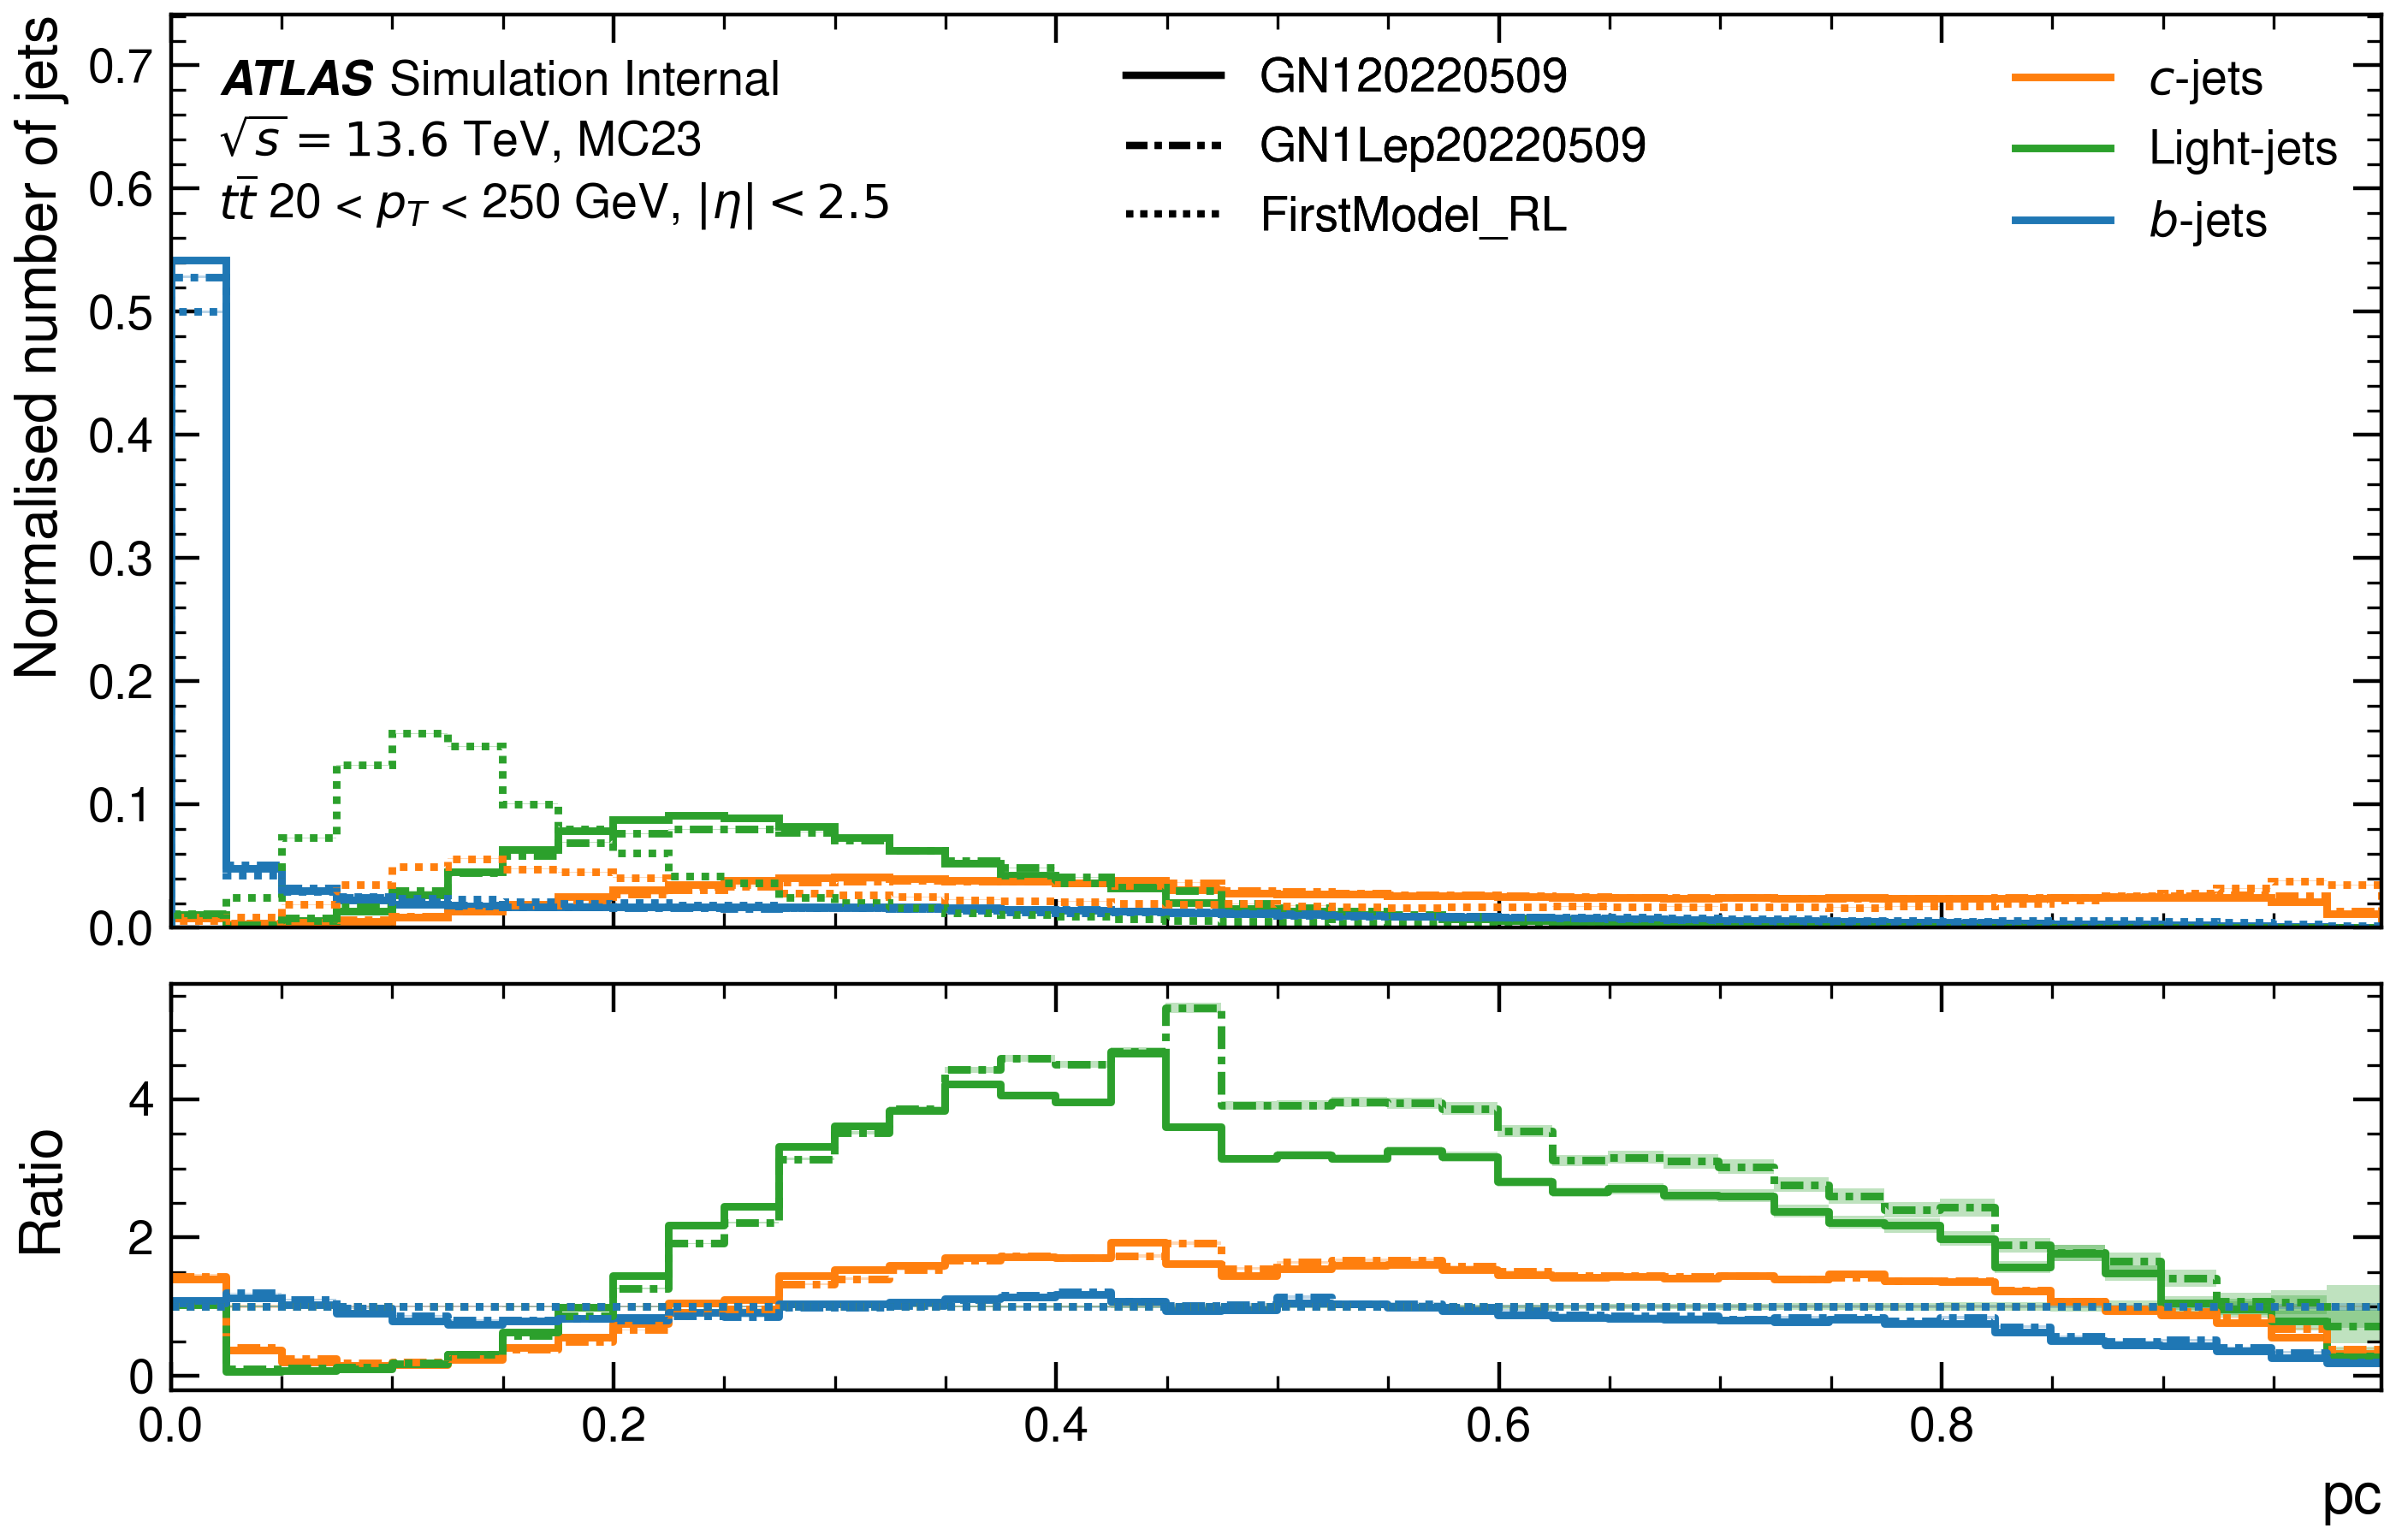 Normalised number of jets
0.7
0.6
0.5
0.4
0.3
0.2
0.1
0.0
ATLAS Simulation Internal
√s = 13.6 TeV, MC23
tt̄ 20 < pT < 250 GeV, |η| < 2.5
GN120220509
GN1Lep20220509
FirstModel_RL
c-jets
Light-jets
b-jets
Ratio
4
2
0
0.0 0.2 0.4 0.6 0.8
pc